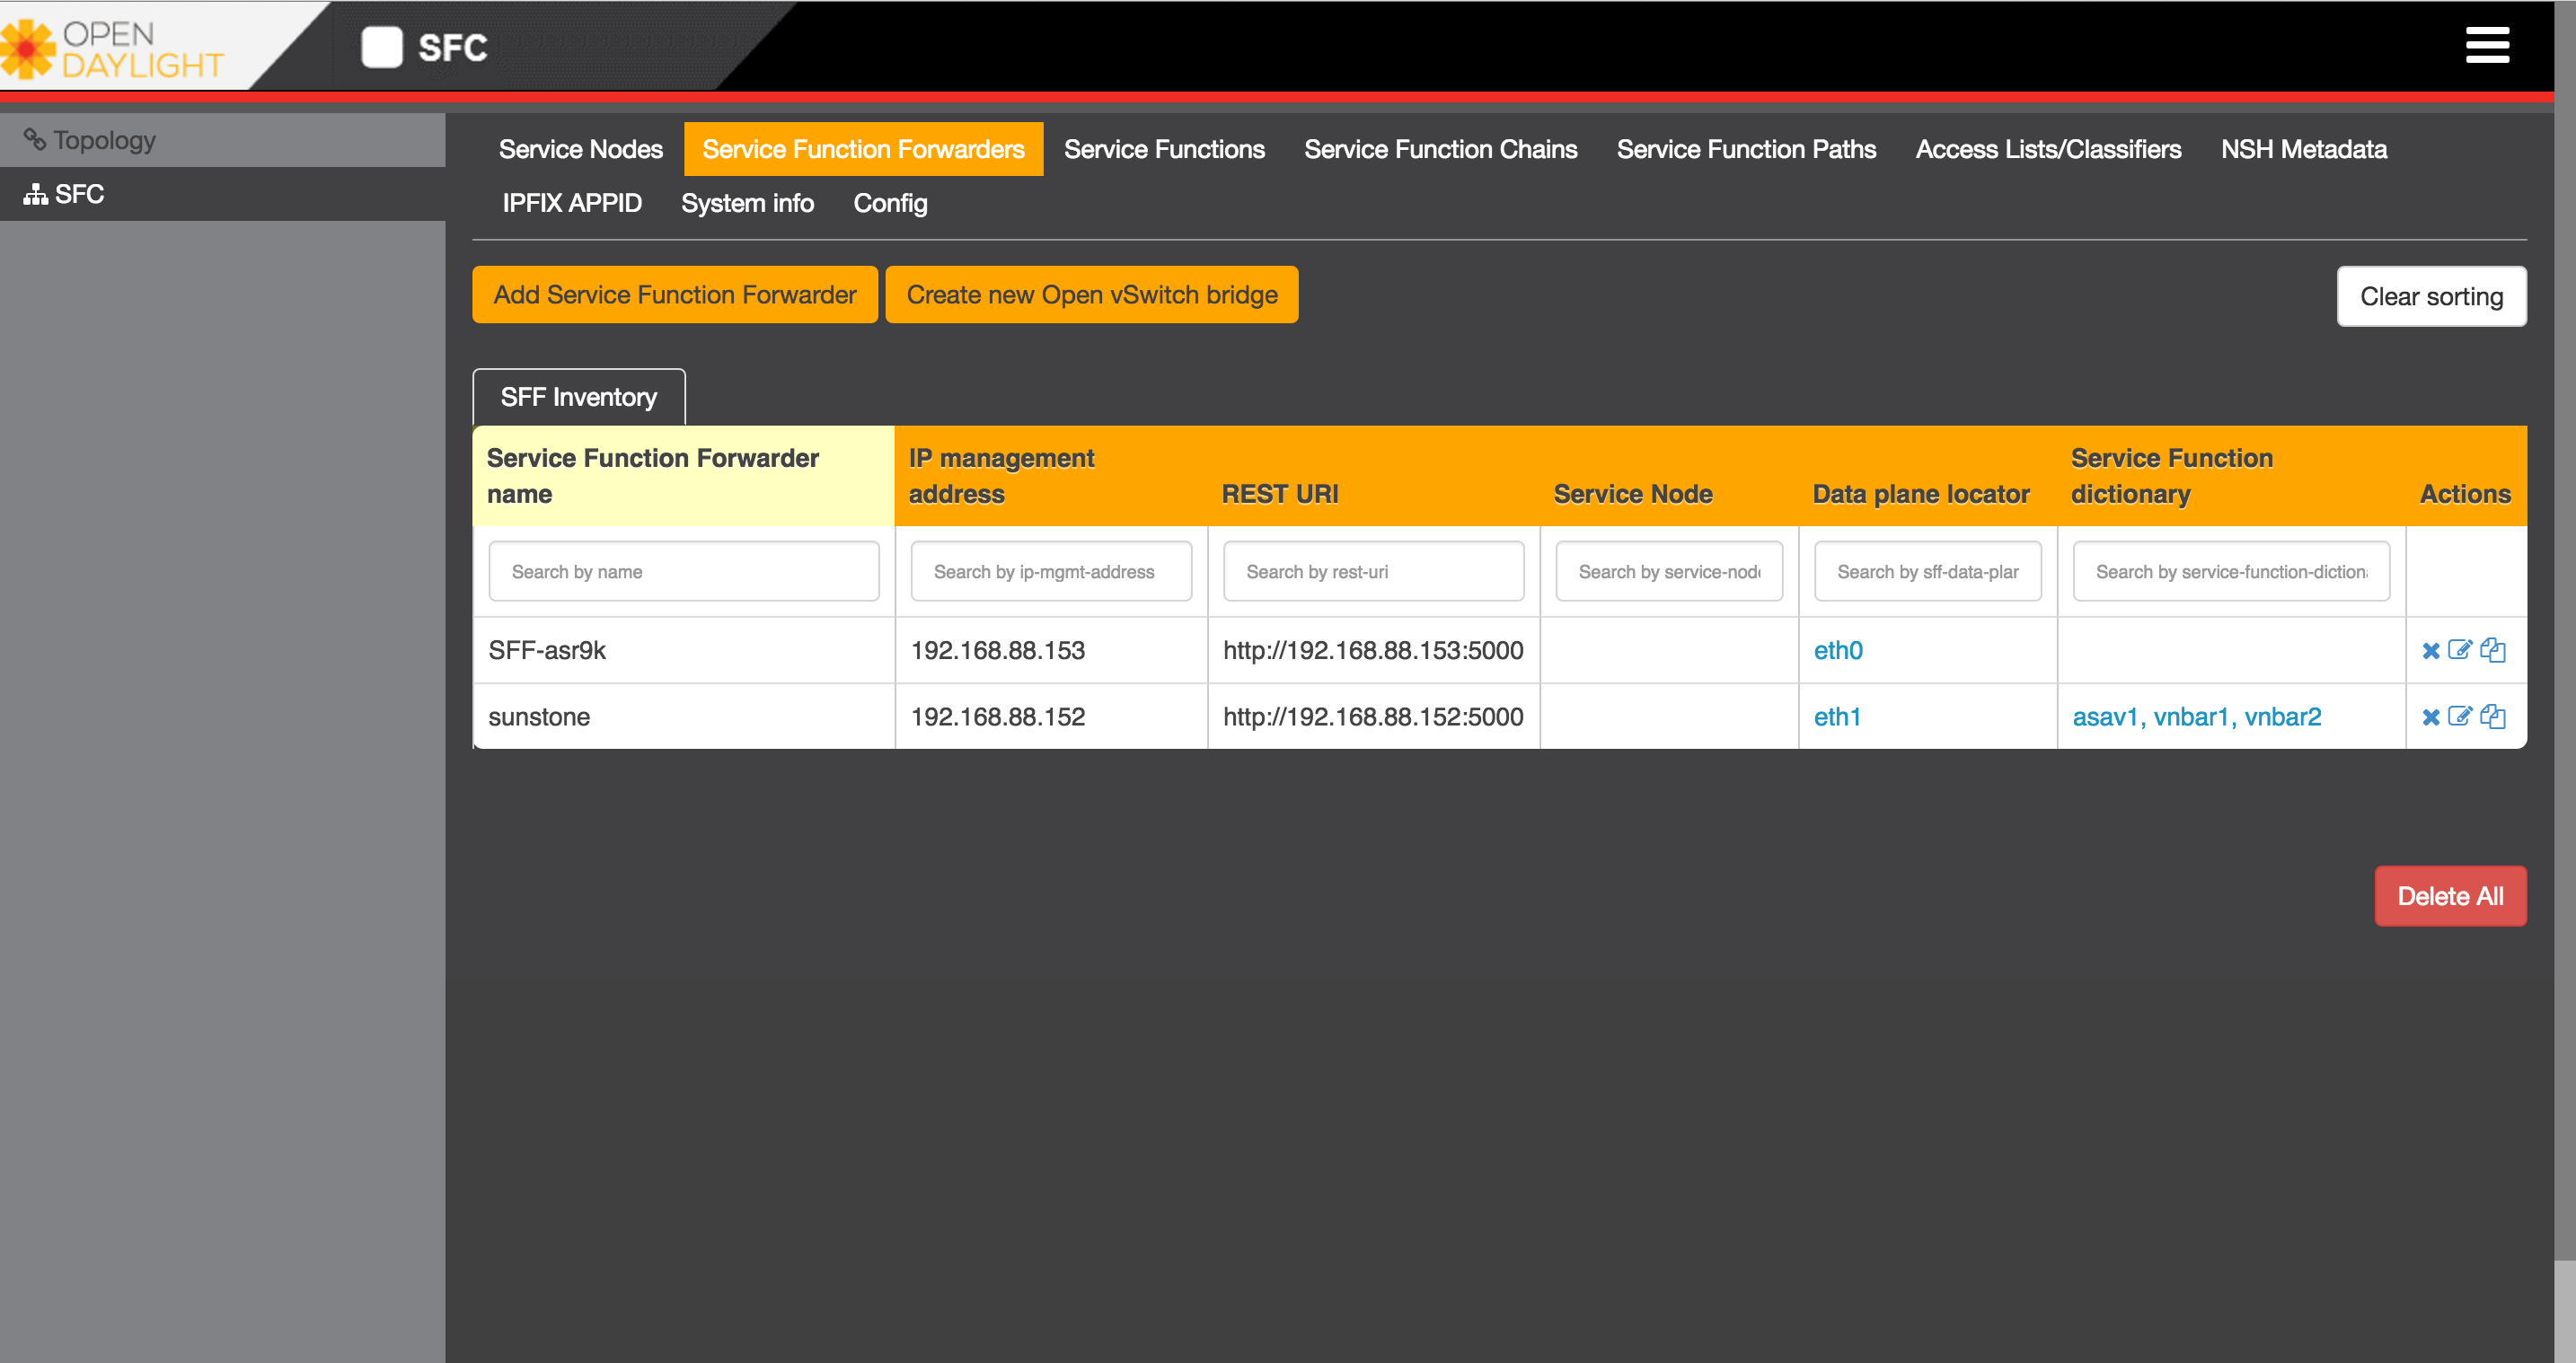 OPEN
DAYLIGHT
SFC
Topology
SFC
Service Nodes Service Function Forwarders Service Functions Service Function Chains Service Function Paths Access Lists/Classifiers NSH Metadata
IPFIX APPID System info Config
Add Service Function Forwarder Create new Open vSwitch bridge Clear sorting
SFF Inventory
Service Function Forwarder name IP management address REST URI Service Node Data plane locator Service Function dictionary Actions
Search by name Search by ip-mgmt-address Search by rest-uri Search by service-node Search by sff-data-plan Search by service-function-diction
SFF-asr9k 192.168.88.153 http://192.168.88.153:5000 eth0
sunstone 192.168.88.152 http://192.168.88.152:5000 eth1 asav1, vnbar1, vnbar2
Delete All